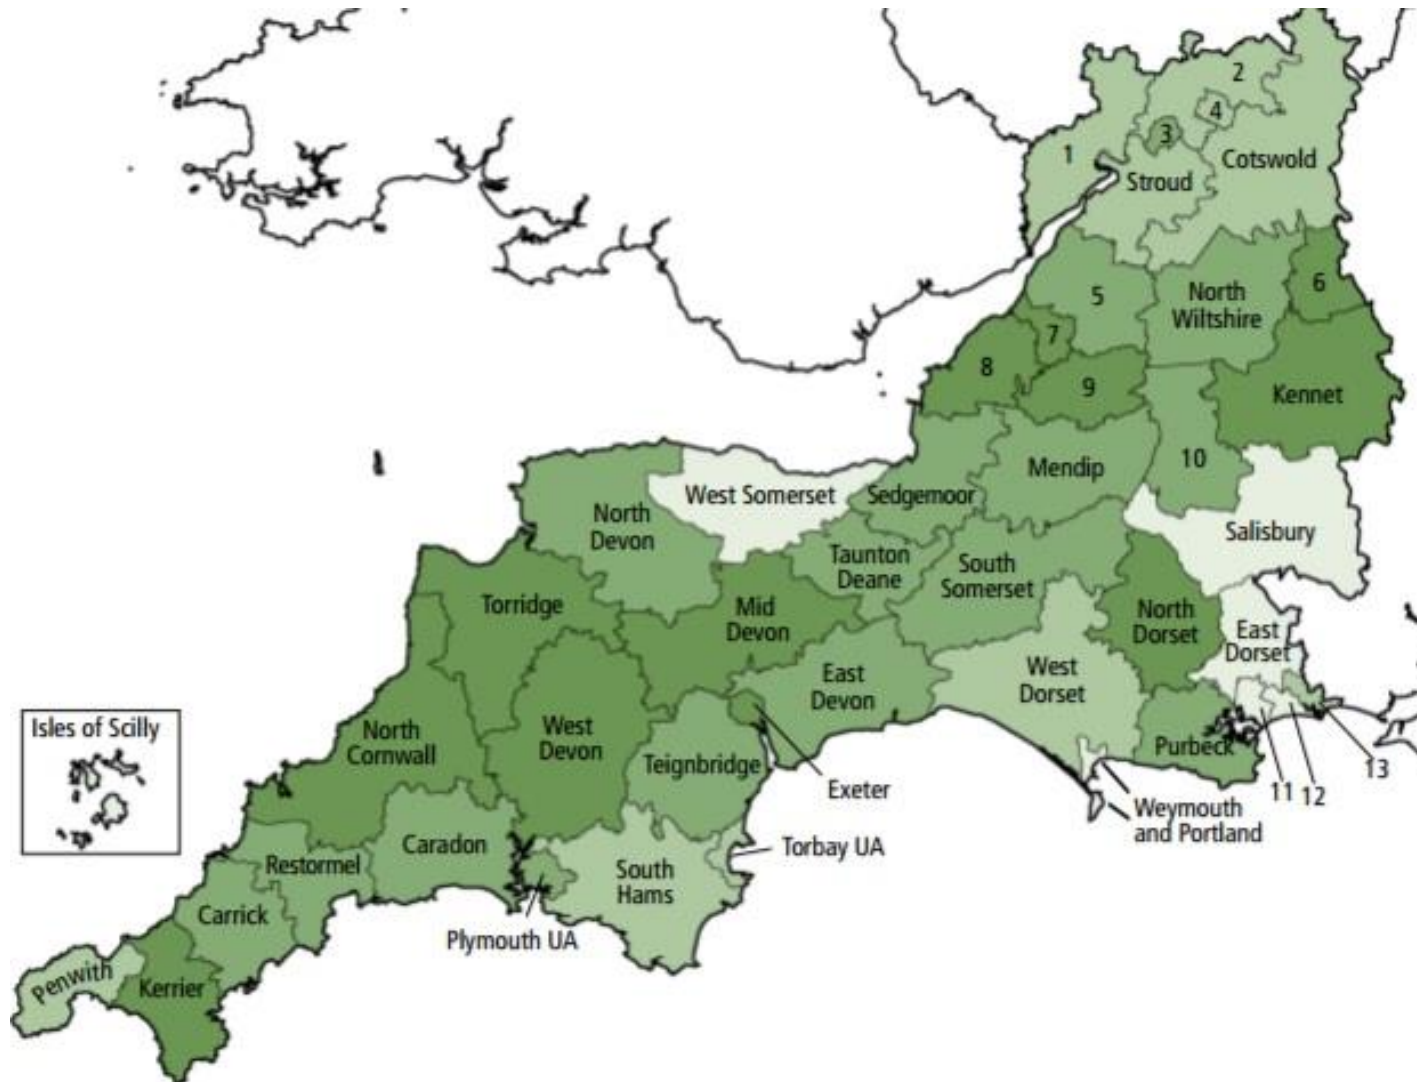 2
4
3
1
Cotswold
Stroud
5
North
Wiltshire
6
7
8
9
Kennet
10
Mendip
West Somerset
Sedgemoor
North
Devon
Salisbury
Taunton
Deane
South
Somerset
Torridge
Mid
Devon
North
Dorset
East
Dorset
East
Devon
West
Dorset
Isles of Scilly
North
Cornwall
West
Devon
Teignbridge
Purbeck
Exeter
13
11
12
Weymouth
and Portland
Caradon
Torbay UA
Restormel
South
Hams
Carrick
Plymouth UA
Penwith
Kerrier